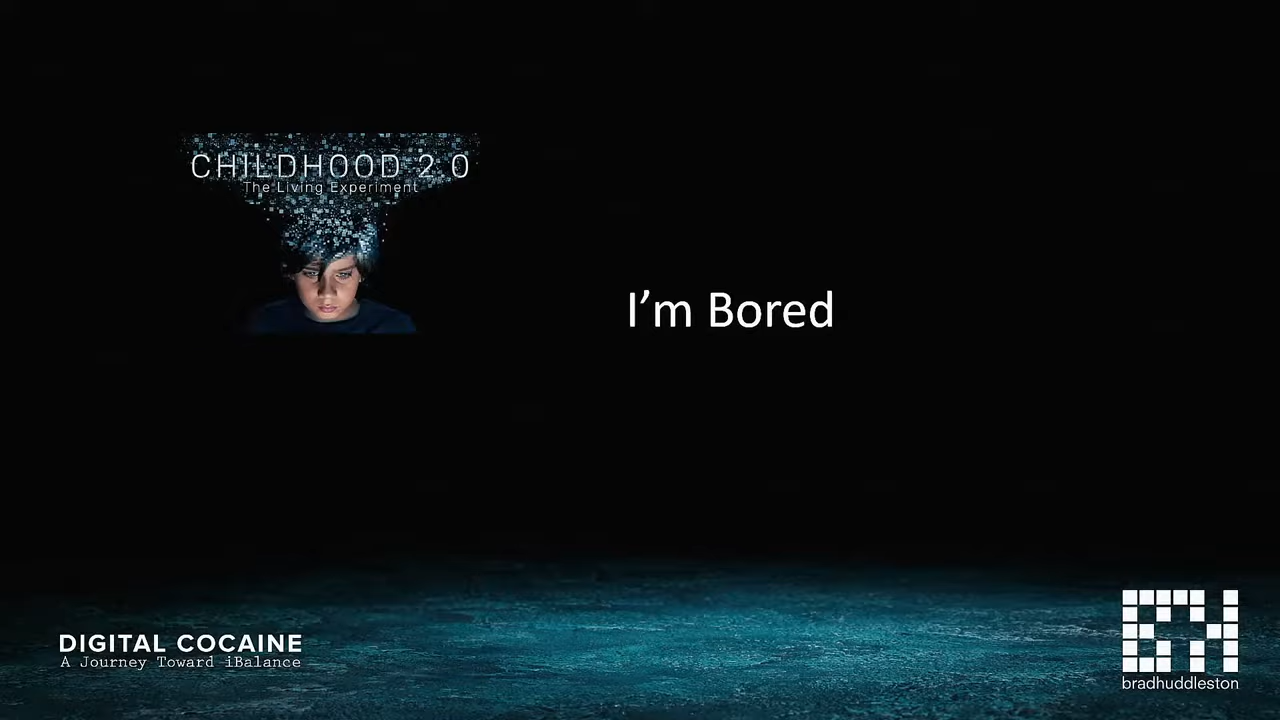 CHILDHOOD 2.0
The Living Experiment
I’m Bored
DIGITAL COCAINE
A Journey Toward iBalance
bradhuddleston